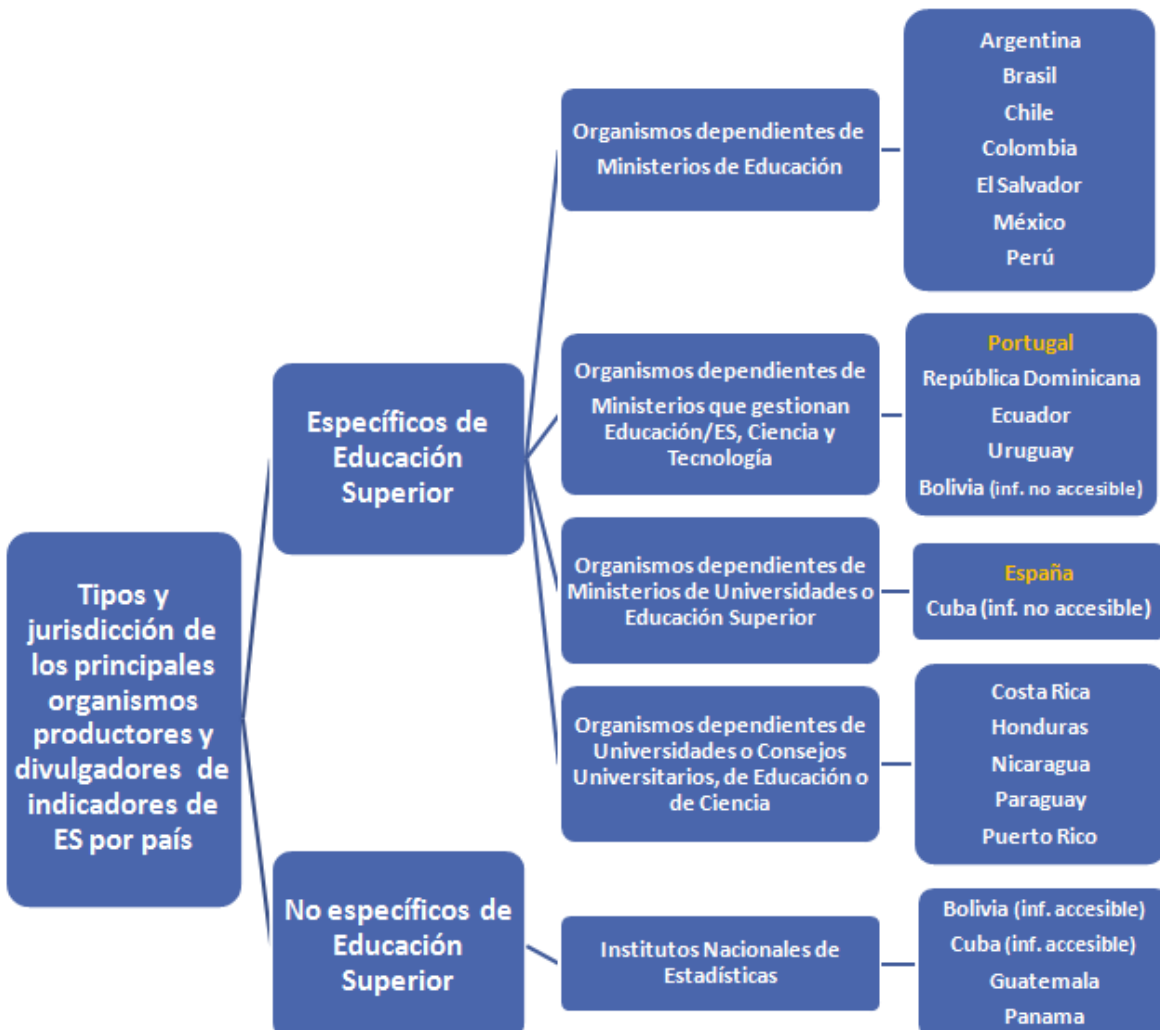 Tipos y
jurisdicción de
los principales
organismos
productores y
divulgadores de
indicadores de
ES por país
Específicos de
Educación
Superior
Organismos dependientes de
Ministerios de Educación
Argentina
Brasil
Chile
Colombia
El Salvador
México
Perú
Organismos dependientes de
Ministerios que gestionan
Educación/ES, Ciencia y
Tecnología
Portugal
República Dominicana
Ecuador
Uruguay
Bolivia (inf. no accesible)
Organismos dependientes de
Ministerios de Universidades o
Educación Superior
España
Cuba (inf. no accesible)
Organismos dependientes de
Universidades o Consejos
Universitarios, de Educación o
de Ciencia
Costa Rica
Honduras
Nicaragua
Paraguay
Puerto Rico
No específicos de
Educación
Superior
Institutos Nacionales de
Estadísticas
Bolivia (inf. accesible)
Cuba (inf. accesible)
Guatemala
Panama